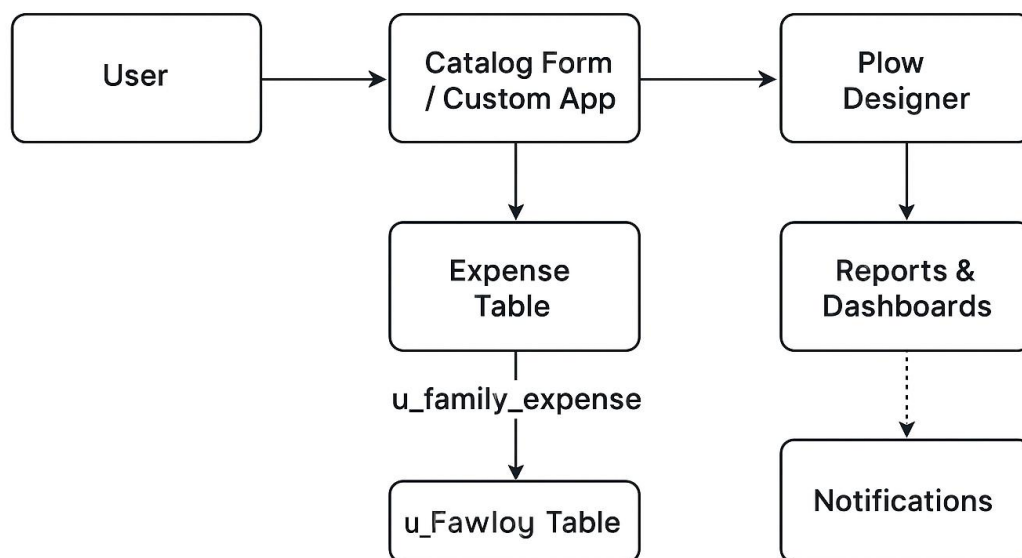 User
Catalog Form
/ Custom App
Plow
Designer
Expense
Table
Reports &
Dashboards
u_family_expense
Notifications
u_Fawloy Table